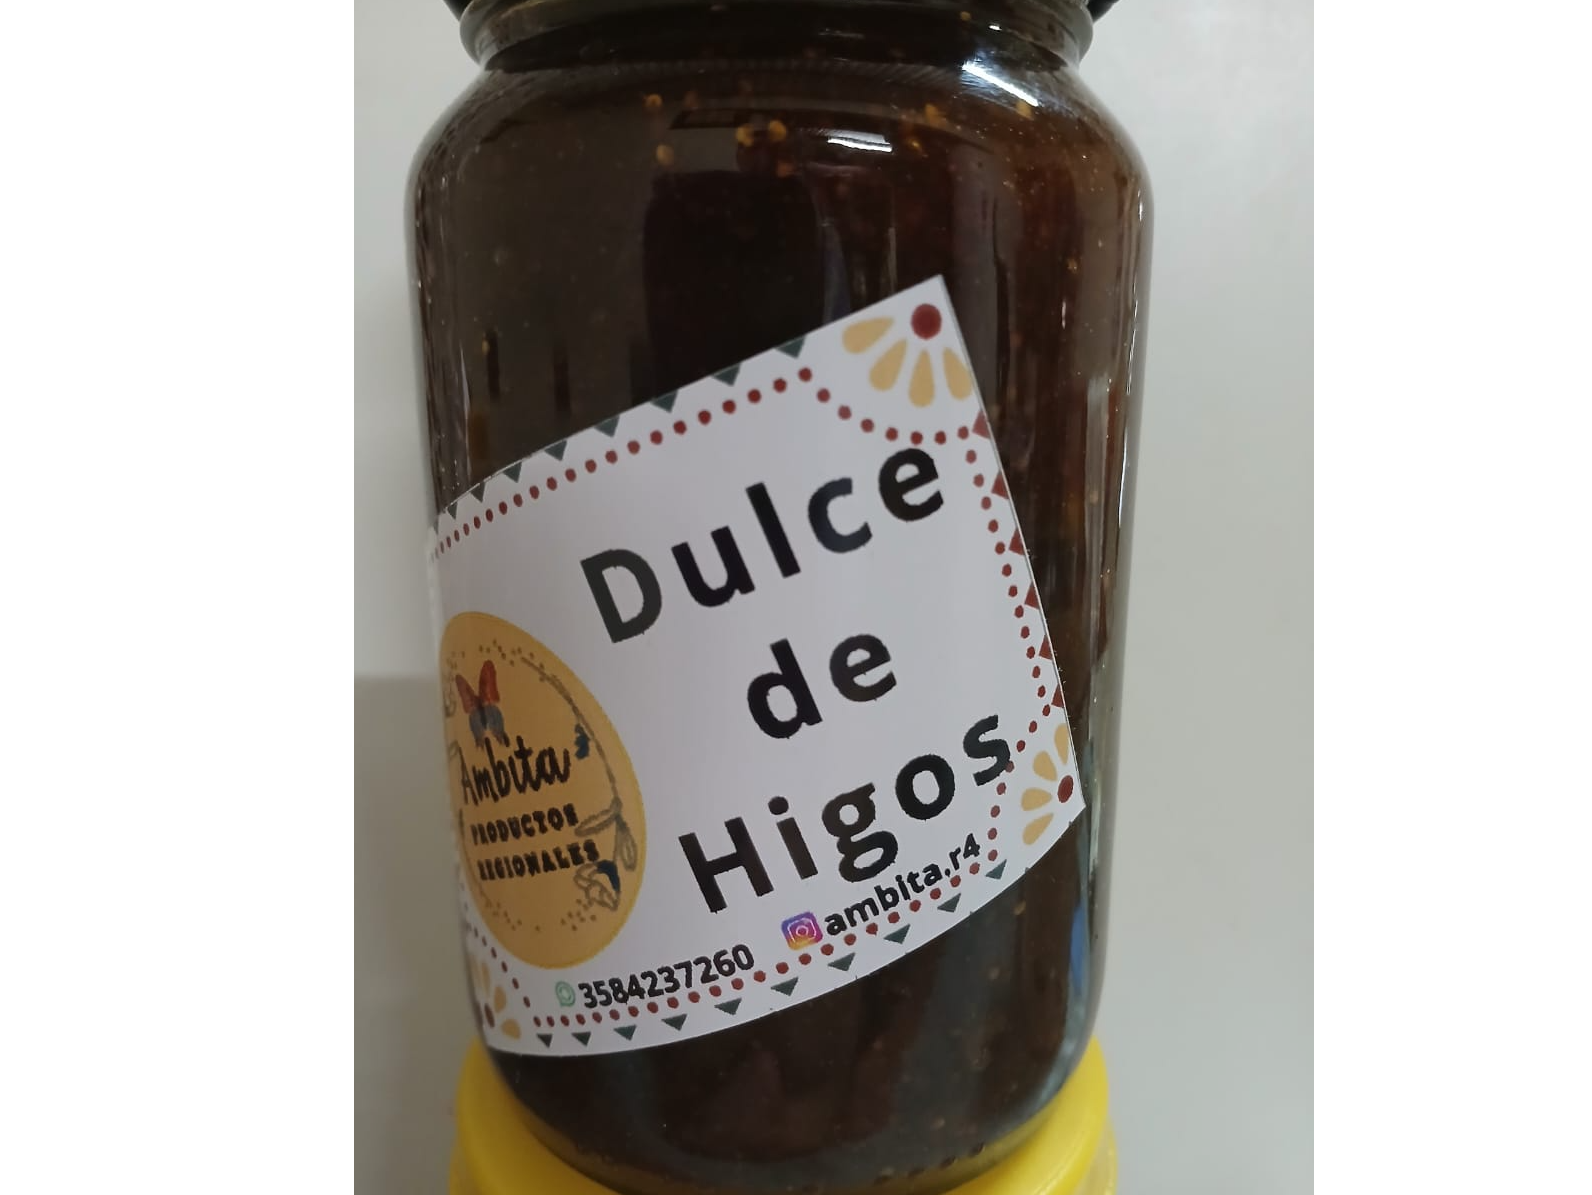 Dulce
de
Higos
Ambita
PRODUCTOS
REGIONALES
3584237260
ambita.r4